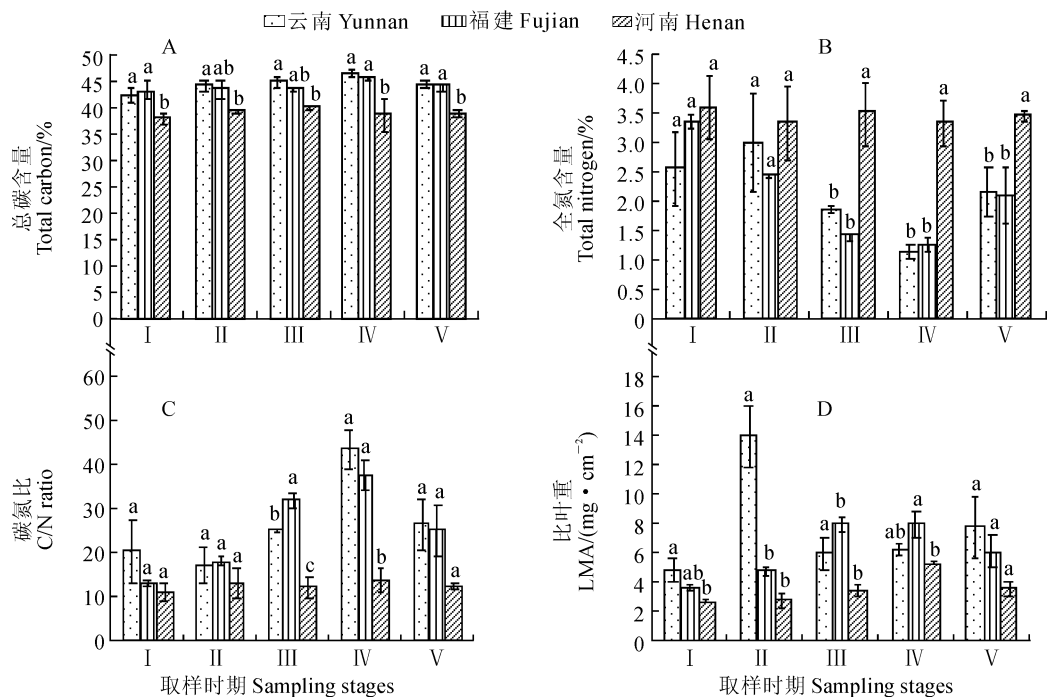 云南 Yunnan 福建 Fujian 河南 Henan
A
总碳含量
Total carbon/%
50
45
40
35
30
25
20
15
10
5
0
a a b
a ab b
a ab b
a a b
a a b
I II III IV V
B
全氮含量
Total nitrogen/%
4.5
4.0
3.5
3.0
2.5
2.0
1.5
1.0
0.5
0
a a a
a a a
b b a
b b a
b b a
I II III IV V
C
碳氮比
C/N ratio
60
50
40
30
20
10
0
a a a
a a a
b a c
a a b
a a a
I II III IV V
取样时期 Sampling stages
D
比叶重
LMA/(mg·cm⁻²)
18
16
14
12
10
8
6
4
2
0
a ab b
a b b
a b b
ab a b
a a a
I II III IV V
取样时期 Sampling stages